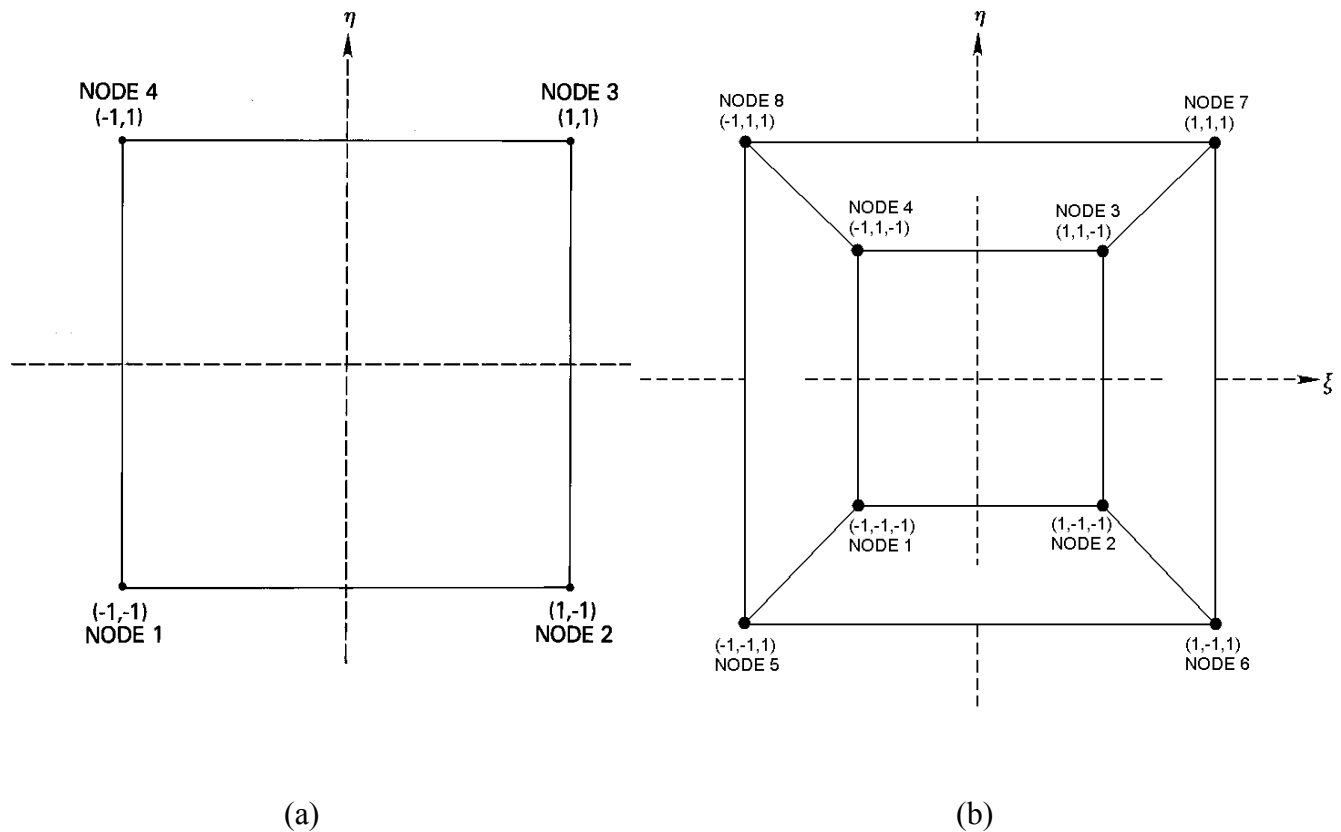 η
NODE 4
(-1,1)
NODE 3
(1,1)
(-1,-1)
NODE 1
(1,-1)
NODE 2
(a)
η
NODE 8
(-1,1,1)
NODE 7
(1,1,1)
NODE 4
(-1,1,-1)
NODE 3
(1,1,-1)
ξ
(-1,-1,-1)
NODE 1
(1,-1,-1)
NODE 2
(-1,-1,1)
NODE 5
(1,-1,1)
NODE 6
(b)